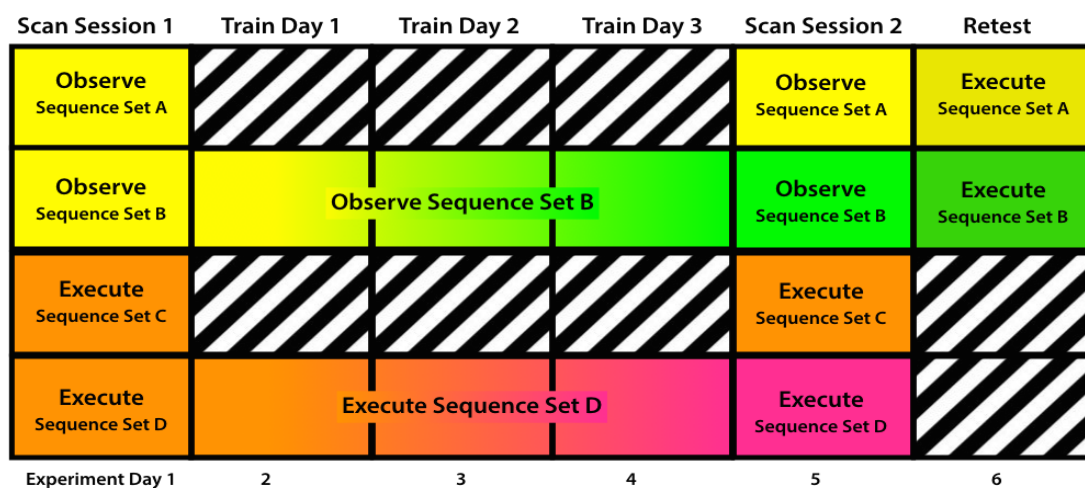 Scan Session 1 Train Day 1 Train Day 2 Train Day 3 Scan Session 2 Retest
Observe
Sequence Set A
Observe
Sequence Set A
Execute
Sequence Set A
Observe
Sequence Set B
Observe Sequence Set B
Observe
Sequence Set B
Execute
Sequence Set B
Execute
Sequence Set C
Execute
Sequence Set C
Execute
Sequence Set D
Execute Sequence Set D
Execute
Sequence Set D
Experiment Day 1 2 3 4 5 6